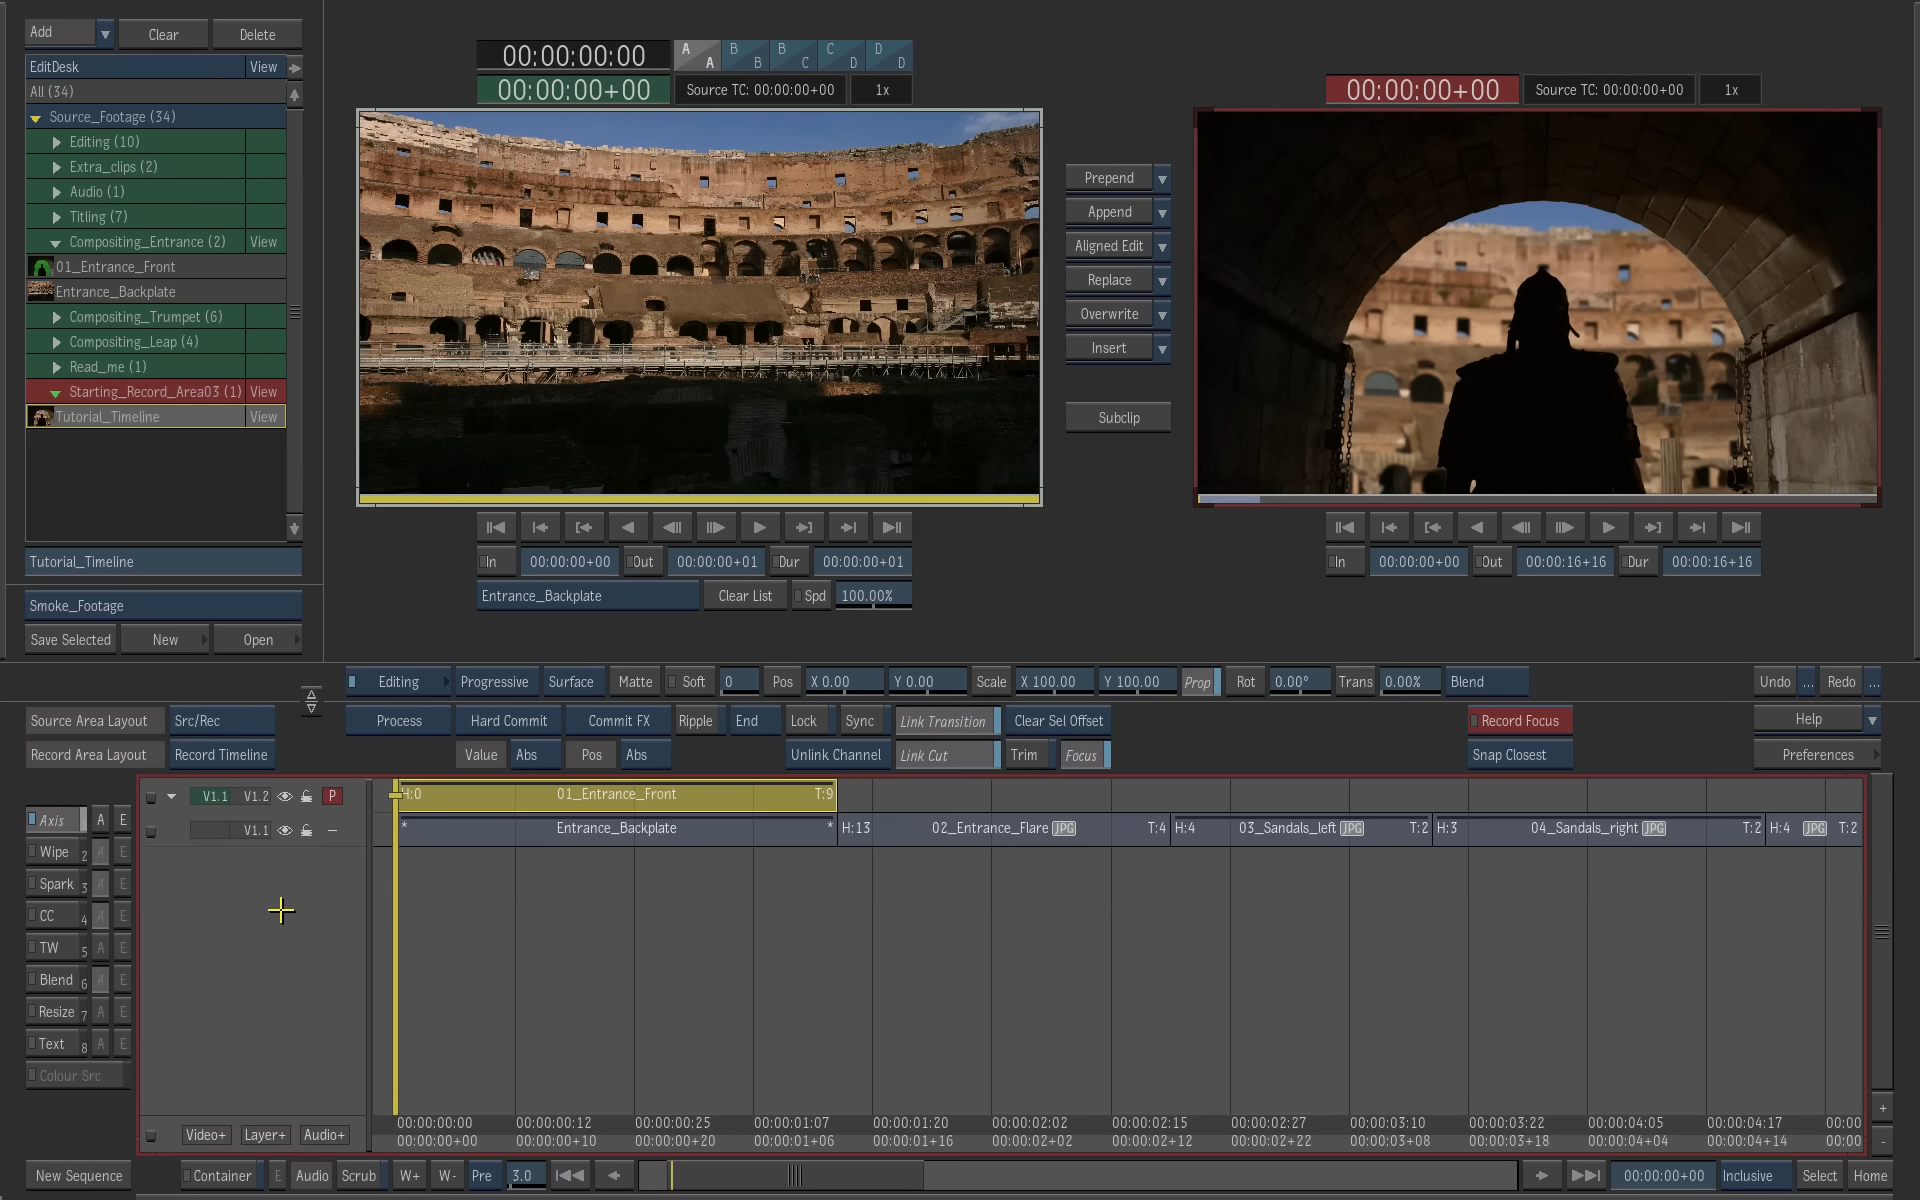 Add Clear Delete
EditDesk View
All (34)
Source_Footage (34)
Editing (10)
Extra_clips (2)
Audio (1)
Titling (7)
Compositing_Entrance (2) View
01_Entrance_Front
Entrance_Backplate
Compositing_Trumpet (6)
Compositing_Leap (4)
Read_me (1)
Starting_Record_Area03 (1) View
Tutorial_Timeline View
Tutorial_Timeline
Smoke_Footage
Save Selected New Open
00:00:00:00 A A B B B C C D D D
00:00:00+00 Source TC: 00:00:00+00 1x
In 00:00:00+00 Out 00:00:00+01 Dur 00:00:00+01
Entrance_Backplate Clear List Spd 100.00%
Prepend
Append
Aligned Edit
Replace
Overwrite
Insert
Subclip
00:00:00+00 Source TC: 00:00:00+00 1x
In 00:00:00+00 Out 00:00:16+16 Dur 00:00:16+16
Editing Progressive Surface Matte Soft 0 Pos X 0.00 Y 0.00 Scale X 100.00 Y 100.00 Prop Rot 0.00° Trans 0.00% Blend Undo ... Redo ...
Source Area Layout Src/Rec Process Hard Commit Commit FX Ripple End Lock Sync Link Transition Clear Sel Offset Record Focus Help
Record Area Layout Record Timeline Value Abs Pos Abs Unlink Channel Link Cut Trim Focus Snap Closest Preferences
V1.1 V1.2 P H:0 01_Entrance_Front T:9
V1.1 * Entrance_Backplate * H:13 02_Entrance_Flare JPG T:4 H:4 03_Sandals_left JPG T:2 H:3 04_Sandals_right JPG T:2 H:4 JPG T:2
Axis A E
Wipe 2 A E
Spark 3 A E
CC 4 A E
TW 5 A E
Blend 6 A E
Resize 7 A E
Text 8 A E
Colour Src
00:00:00:00 00:00:00:12 00:00:00:25 00:00:01:07 00:00:01:20 00:00:02:02 00:00:02:15 00:00:02:27 00:00:03:10 00:00:03:22 00:00:04:05 00:00:04:17 00:00
Video+ Layer+ Audio+ 00:00:00+00 00:00:00+10 00:00:00+20 00:00:01+06 00:00:01+16 00:00:02+02 00:00:02+12 00:00:02+22 00:00:03+08 00:00:03+18 00:00:04+04 00:00:04+14 00:00
+
-
New Sequence Container E Audio Scrub W+ W- Pre 3.0 00:00:00+00 Inclusive Select Home